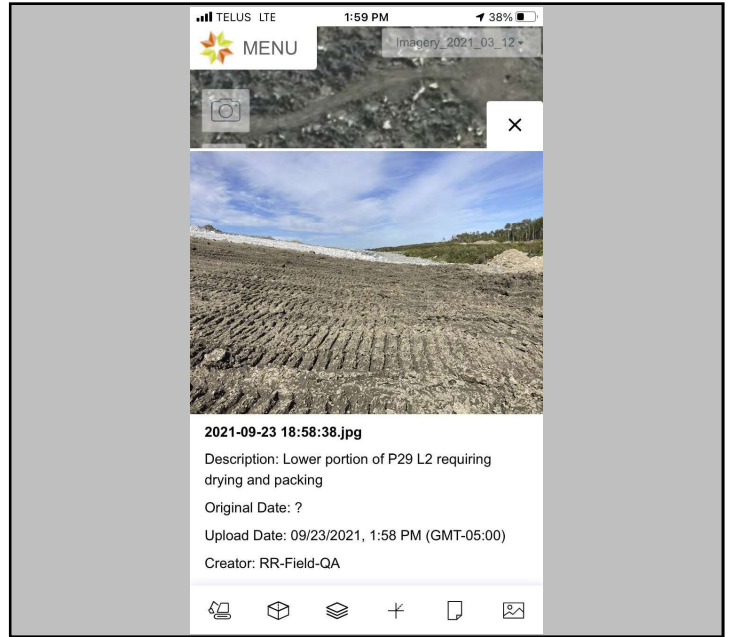 TELUS LTE 1:59 PM 38%
MENU
Imagery_2021_03_12
2021-09-23 18:58:38.jpg
Description: Lower portion of P29 L2 requiring
drying and packing
Original Date: ?
Upload Date: 09/23/2021, 1:58 PM (GMT-05:00)
Creator: RR-Field-QA